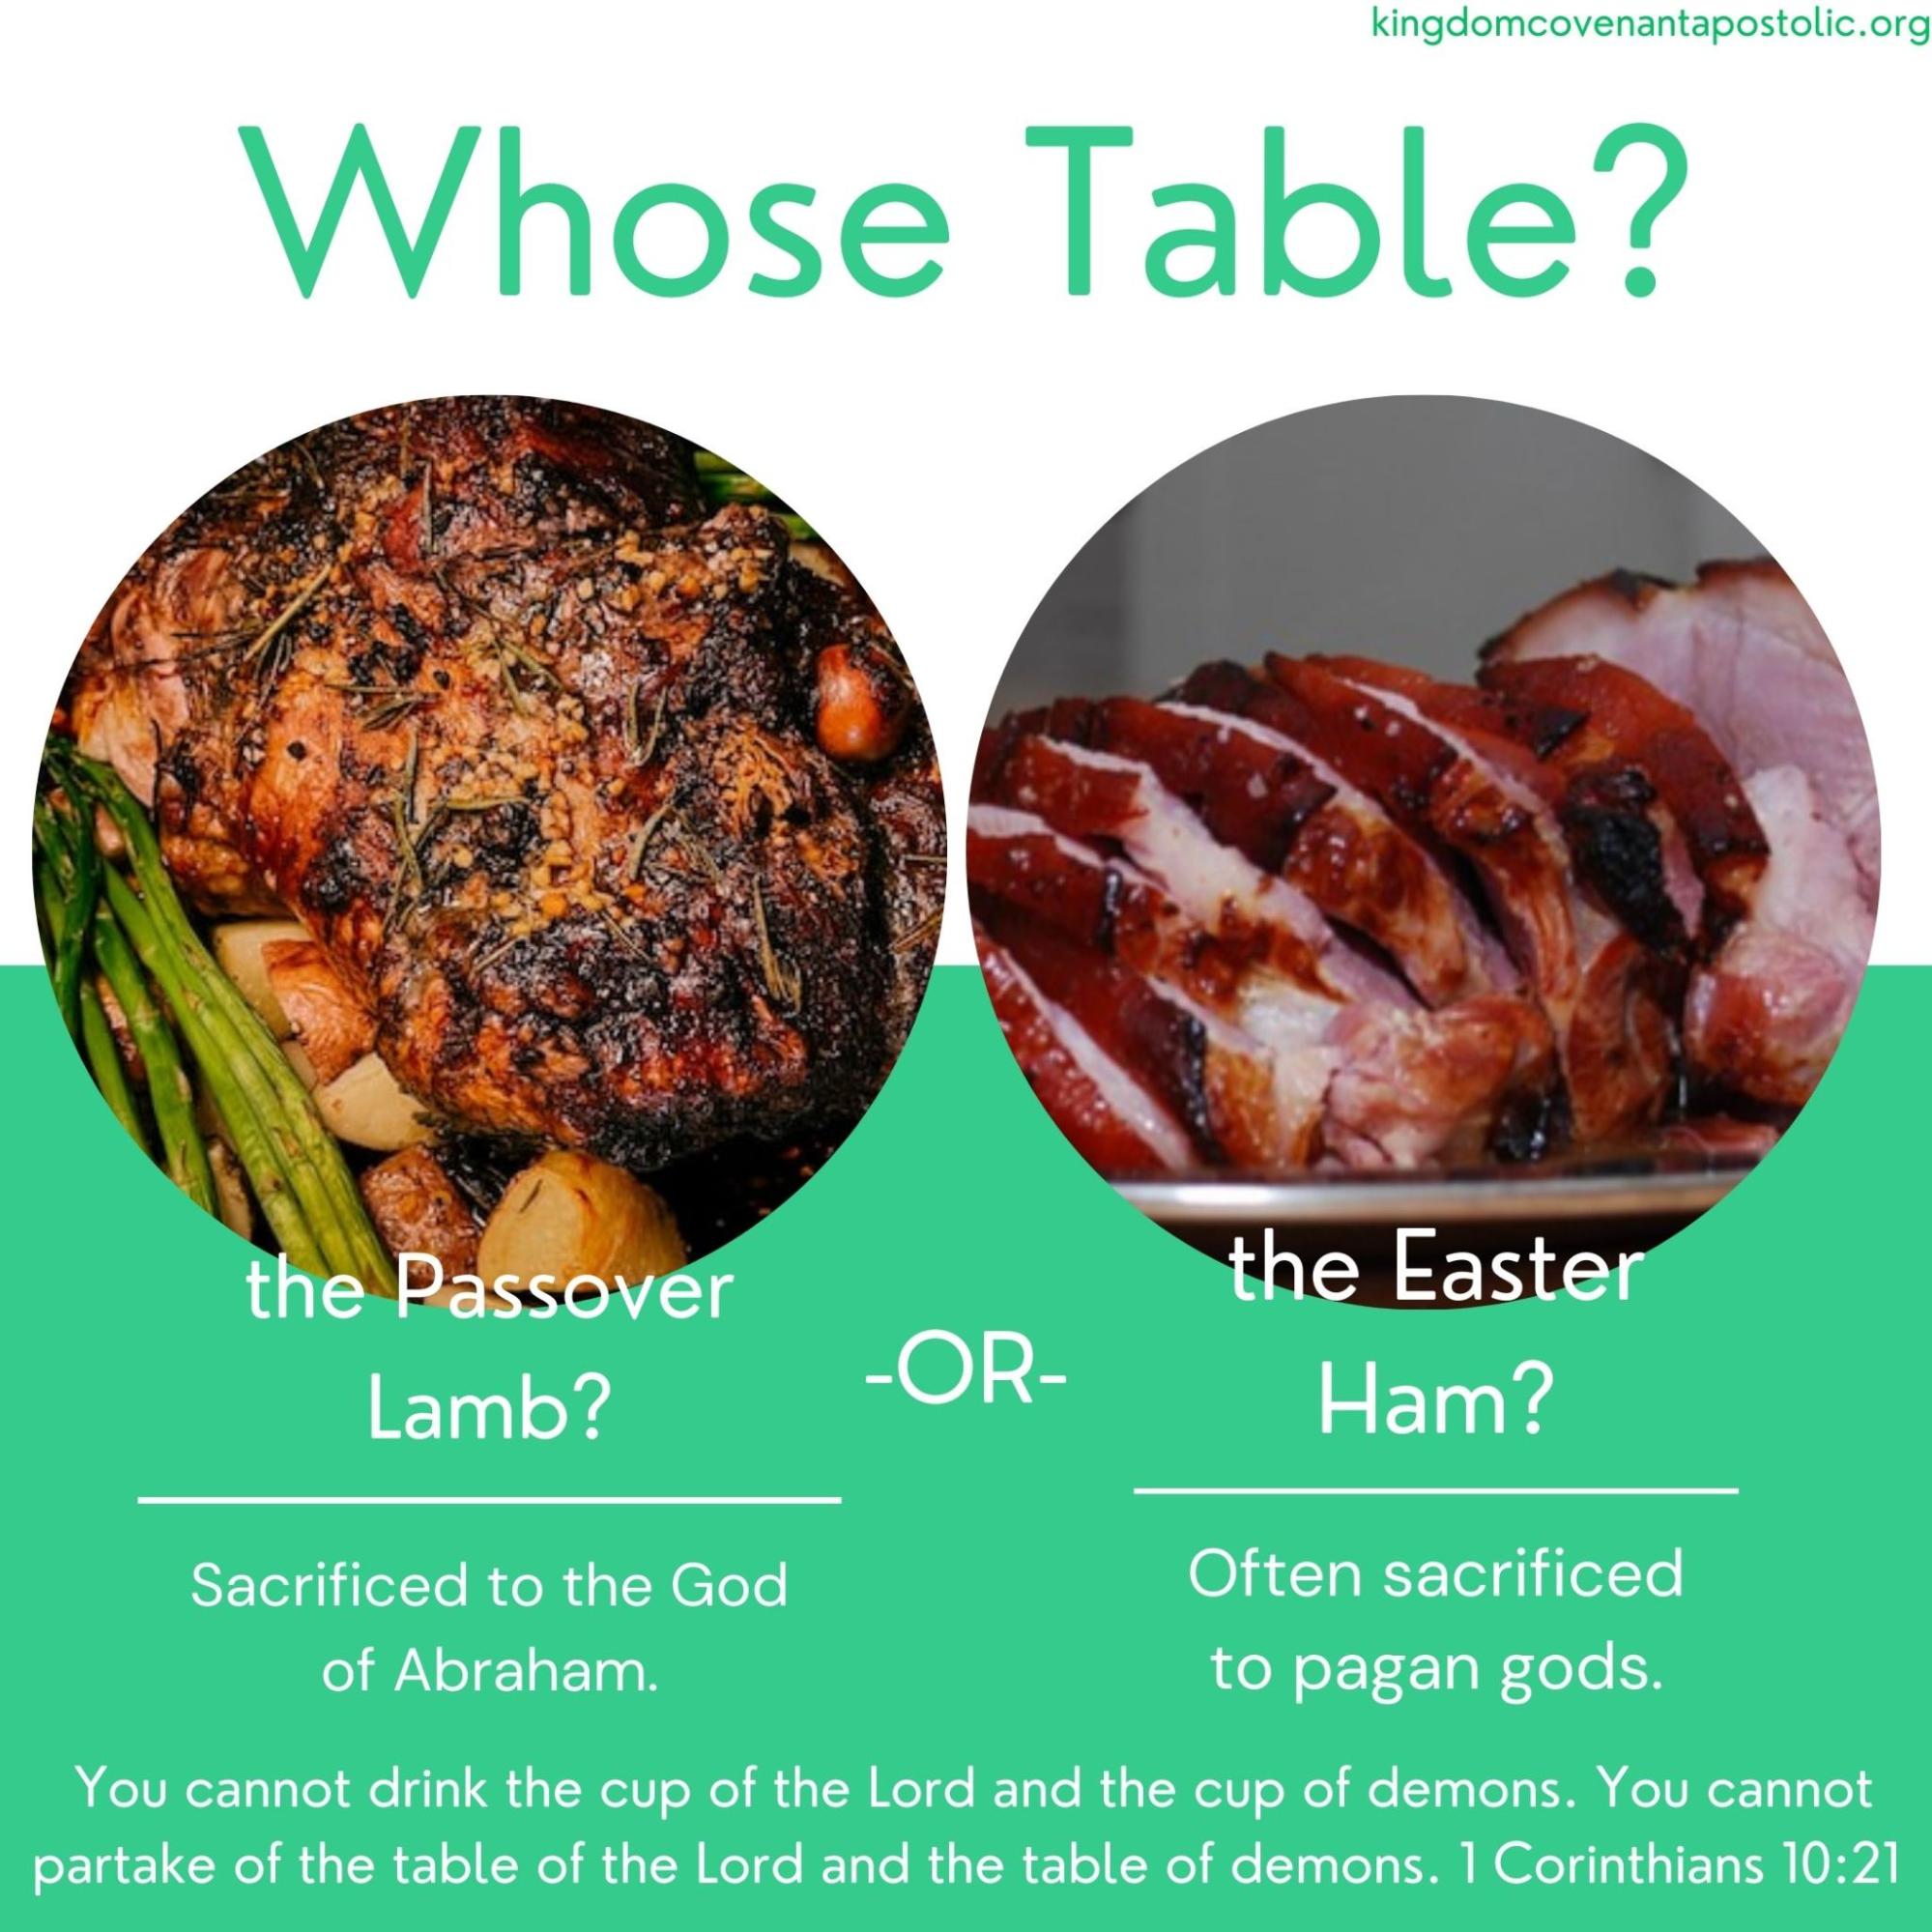 kingdomcovenantapostolic.org
Whose Table?
the Passover
Lamb?
-OR-
the Easter
Ham?
Sacrificed to the God
of Abraham.
Often sacrificed
to pagan gods.
You cannot drink the cup of the Lord and the cup of demons. You cannot
partake of the table of the Lord and the table of demons. 1 Corinthians 10:21